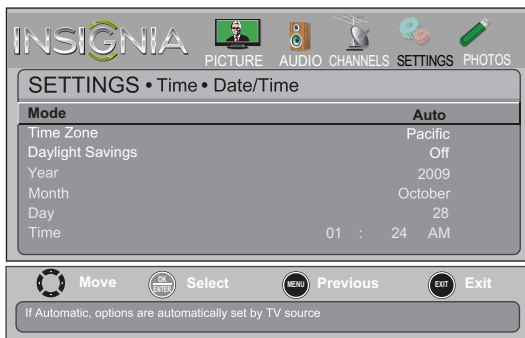 INSIGNIA
PICTURE AUDIO CHANNELS SETTINGS PHOTOS
SETTINGS • Time • Date/Time
Mode Auto
Time Zone Pacific
Daylight Savings Off
Year 2009
Month October
Day 28
Time 01 : 24 AM
Move OK ENTER Select MENU Previous EXIT Exit
If Automatic, options are automatically set by TV source